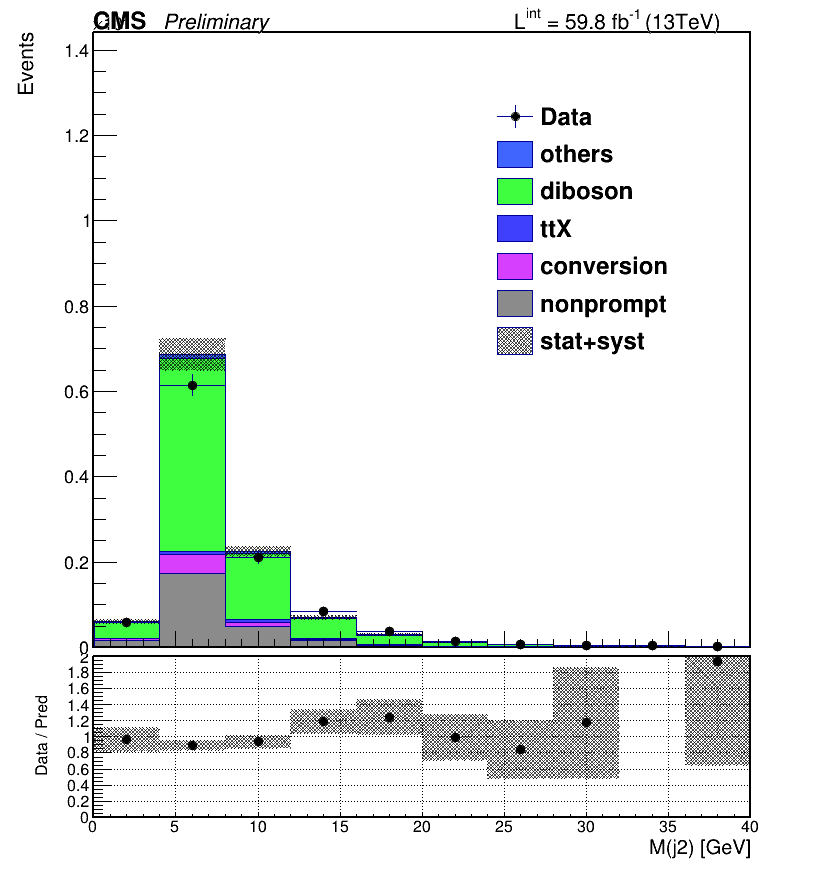 CMS Preliminary L^int = 59.8 fb^-1 (13TeV)
Events
1.4
1.2
1
0.8
0.6
0.4
0.2
0
Data
others
diboson
ttX
conversion
nonprompt
stat+syst
Data / Pred
2
1.8
1.6
1.4
1.2
1
0.8
0.6
0.4
0.2
0
0 5 10 15 20 25 30 35 40
M(j2) [GeV]